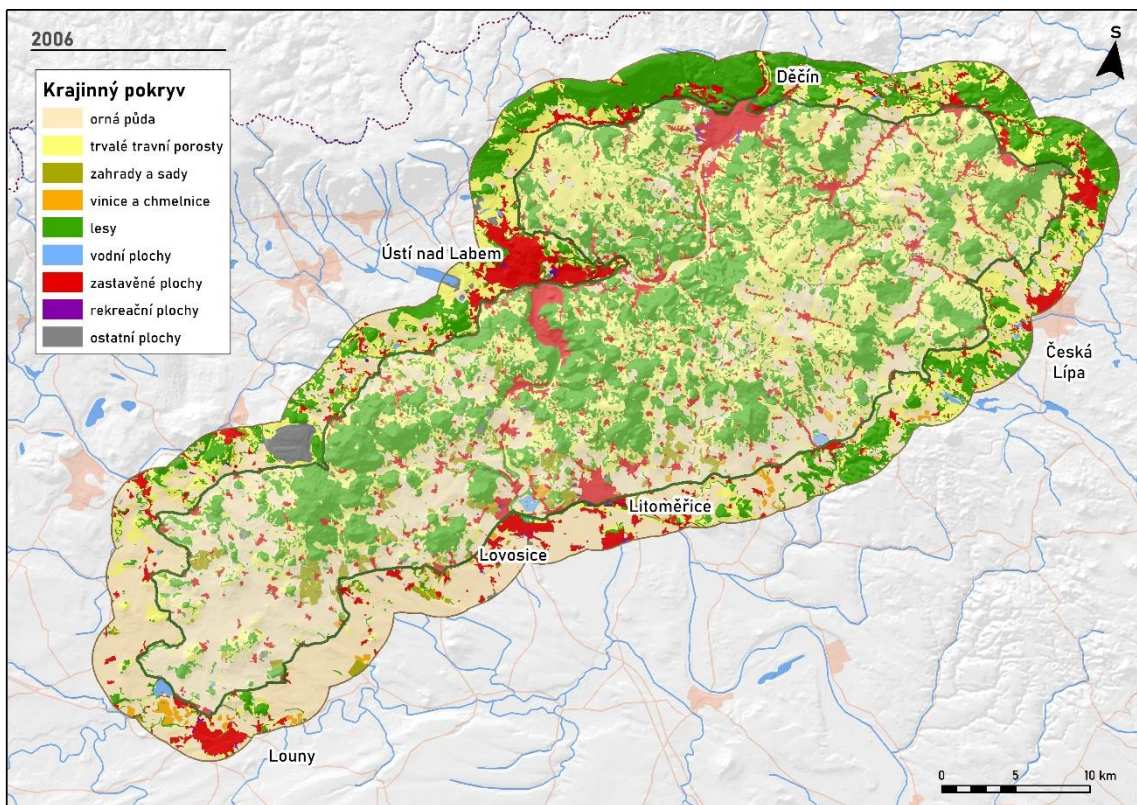 2006
Krajinný pokryv
orná půda
trvalé travní porosty
zahrady a sady
vinice a chmelnice
lesy
vodní plochy
zastavěné plochy
rekreační plochy
ostatní plochy
S
Děčín
Ústí nad Labem
Česká
Lípa
Litoměřice
Lovosice
Louny
0 5 10 km